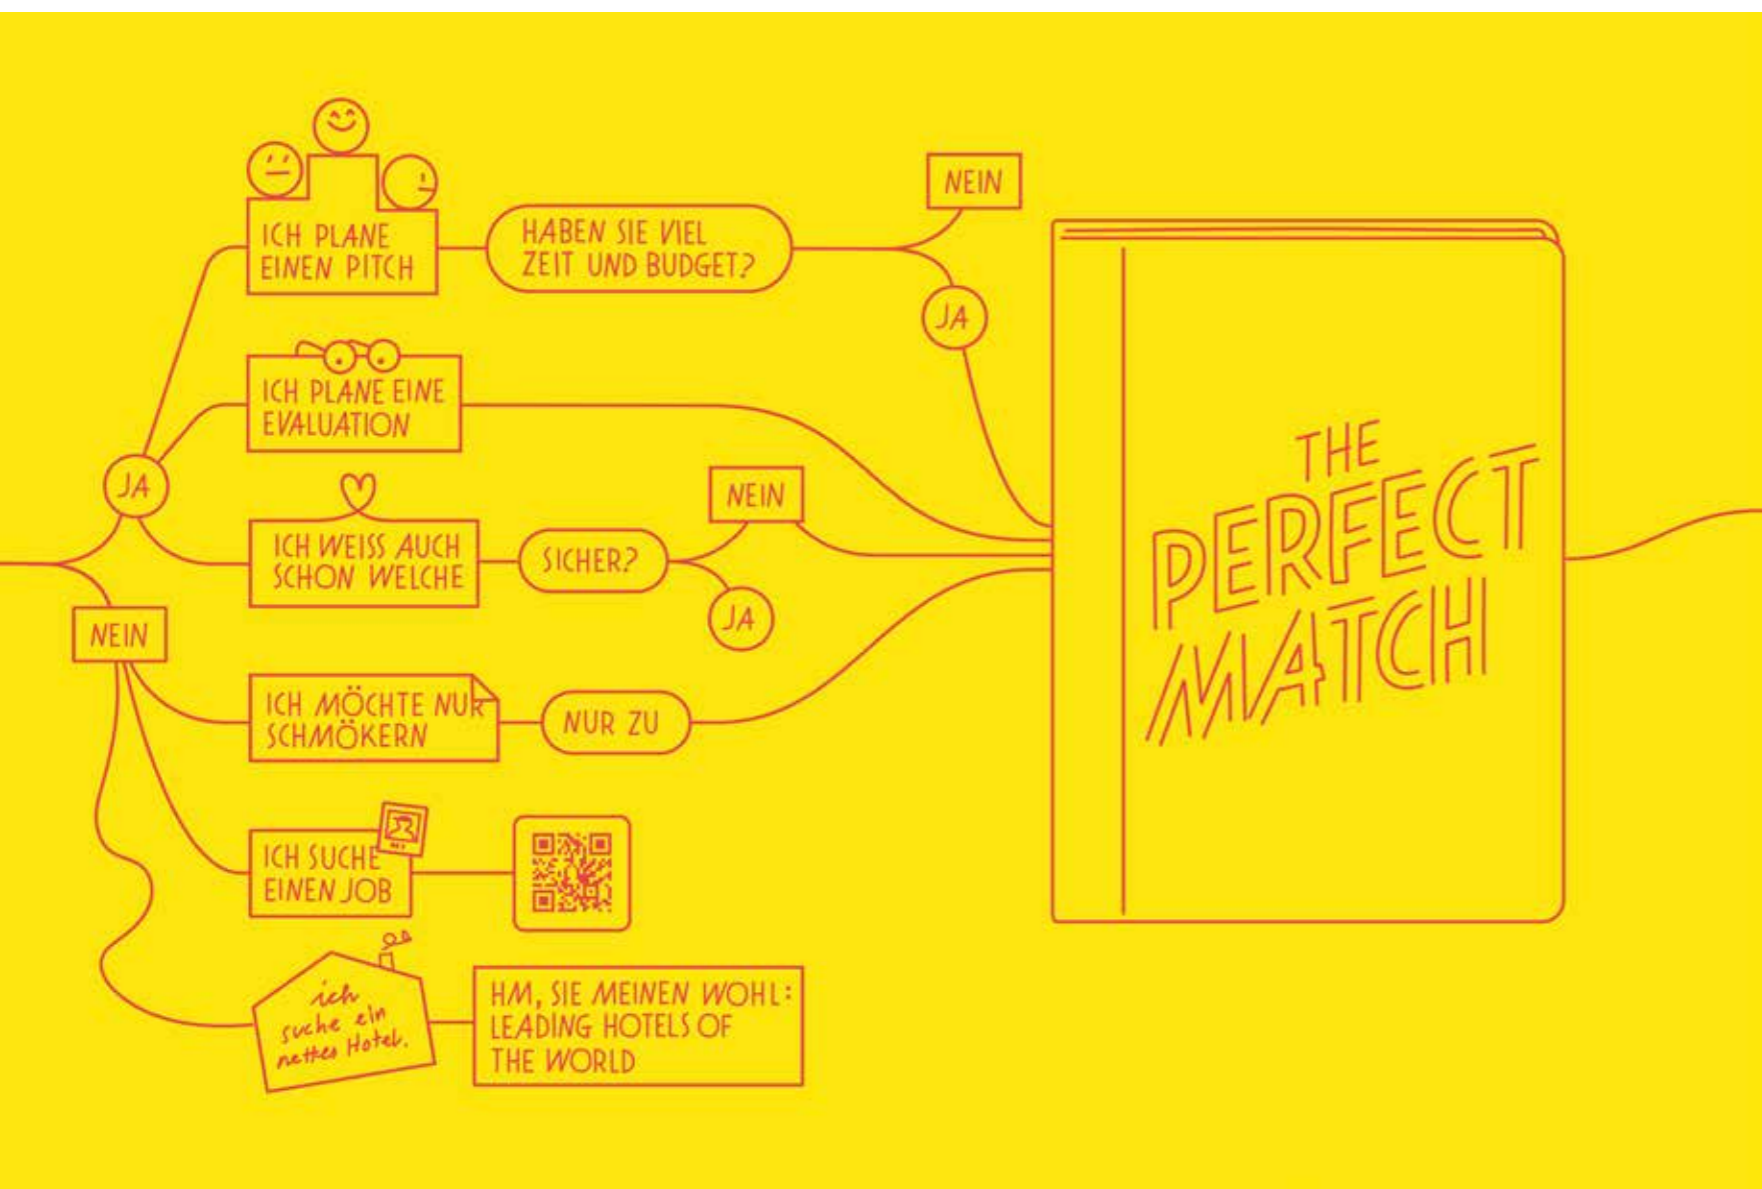 ICH PLANE
EINEN PITCH
HABEN SIE VIEL
ZEIT UND BUDGET?
NEIN
JA
ICH PLANE EINE
EVALUATION
JA
ICH WEISS AUCH
SCHON WELCHE
SICHER?
NEIN
JA
NEIN
ICH MÖCHTE NUR
SCHMÖKERN
NUR ZU
ICH SUCHE
EINEN JOB
ich
suche ein
nettes Hotel.
HM, SIE MEINEN WOHL:
LEADING HOTELS OF
THE WORLD
THE
PERFECT
MATCH